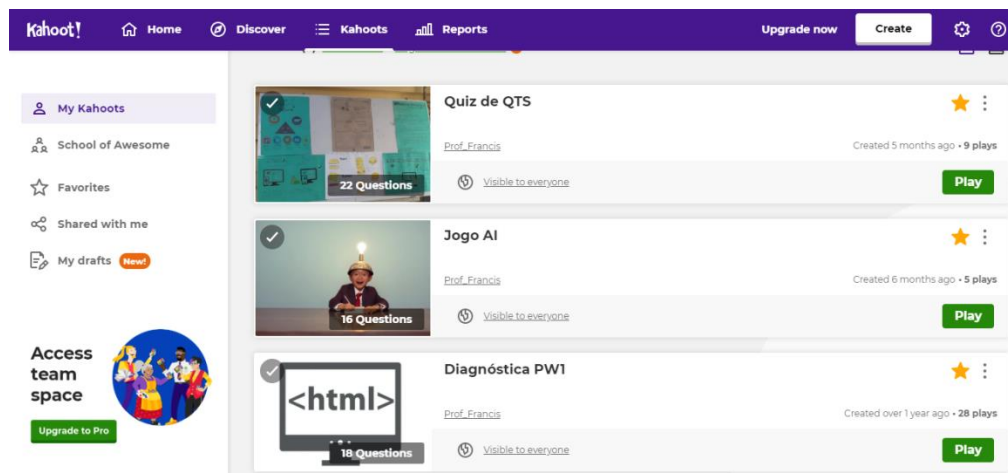 Kahoot! Home Discover Kahoots Reports Upgrade now Create
My Kahoots
School of Awesome
Favorites
Shared with me
My drafts New!
Access
team
space
Upgrade to Pro
Quiz de QTS
Prof_Francis Created 5 months ago • 9 plays
22 Questions Visible to everyone Play
Jogo AI
Prof_Francis Created 6 months ago • 5 plays
16 Questions Visible to everyone Play
Diagnóstica PW1
<html>
Prof_Francis Created over 1 year ago • 28 plays
18 Questions Visible to everyone Play